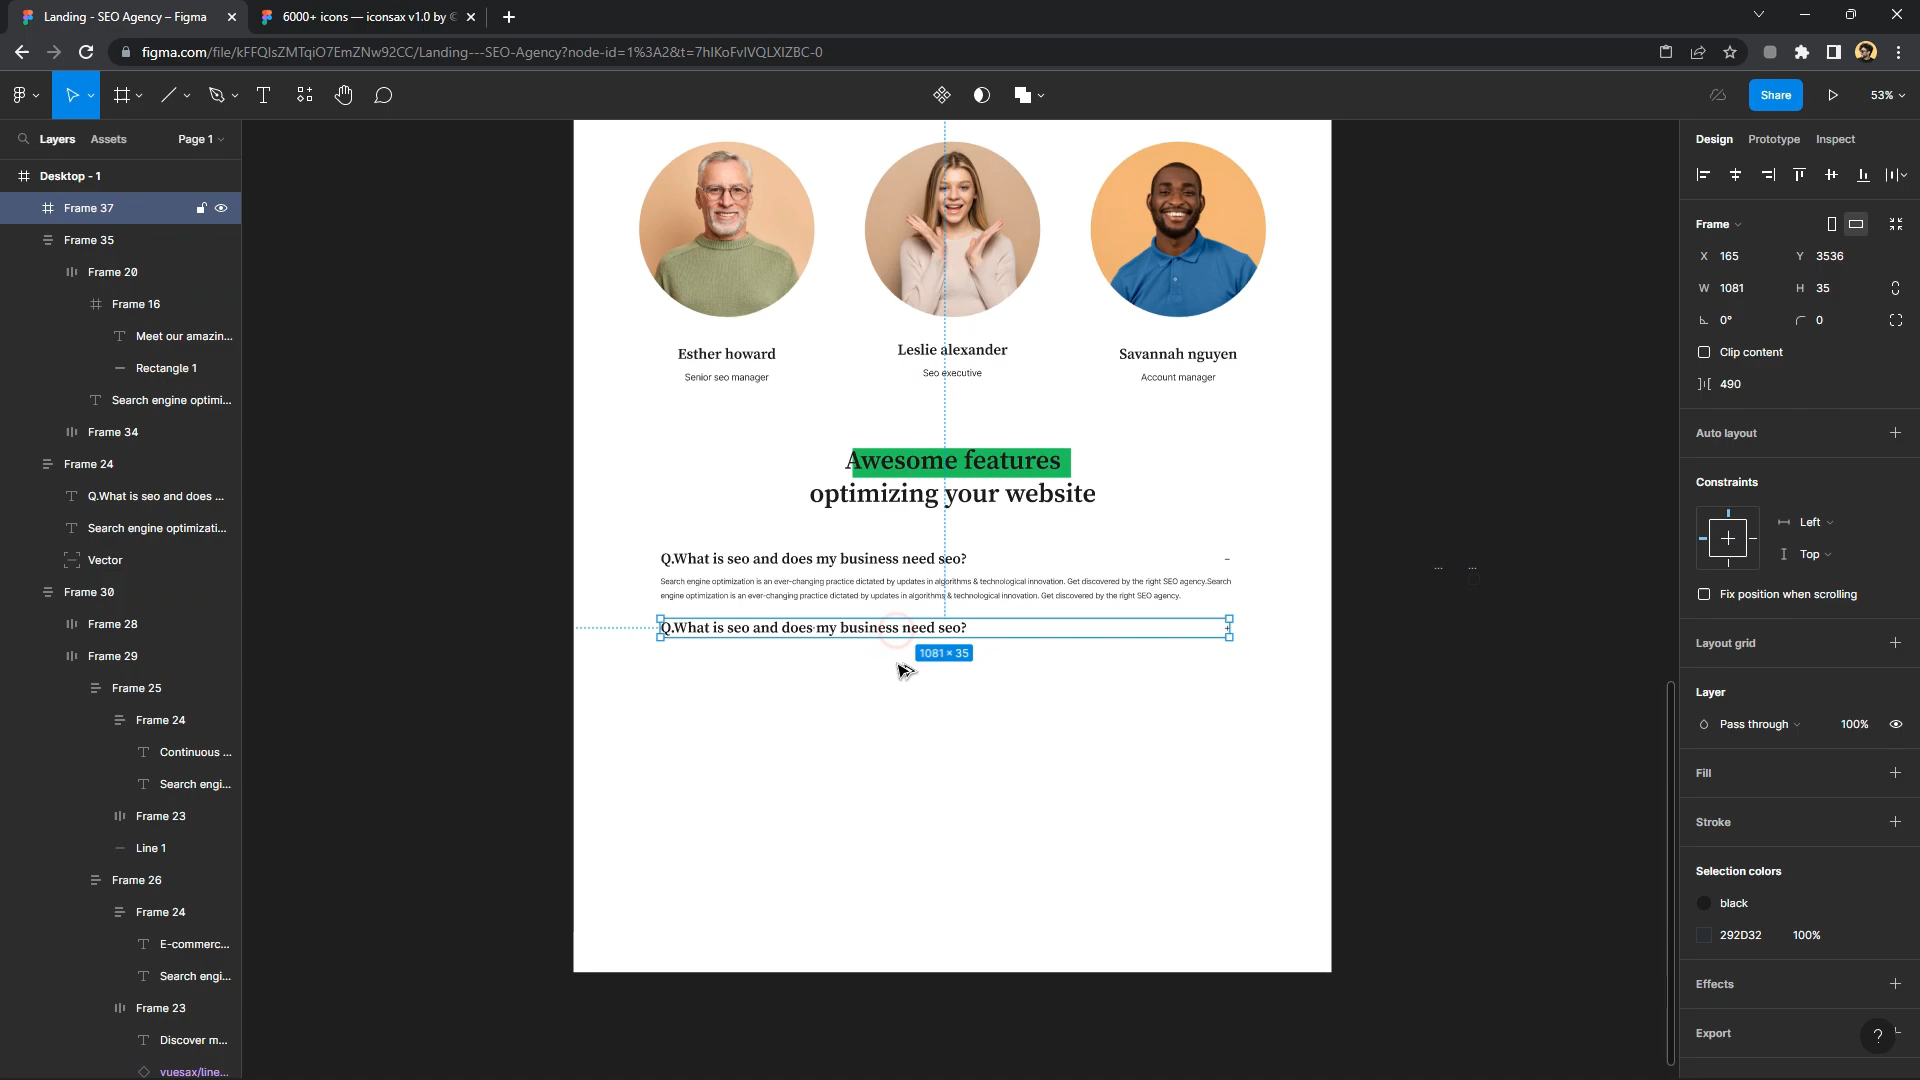 Landing - SEO Agency – Figma
6000+ icons — iconsax v1.0 by
figma.com/file/kFFQIsZMTqiO7EmZNw92CC/Landing---SEO-Agency?node-id=1%3A2&t=7hIKoFvIVQLXIZBC-0
Share
53%
Layers
Assets
Page 1
Desktop - 1
Frame 37
Frame 35
Frame 20
Frame 16
Meet our amazin...
Rectangle 1
Search engine optimi...
Frame 34
Frame 24
Q.What is seo and does ...
Search engine optimizati...
Vector
Frame 30
Frame 28
Frame 29
Frame 25
Frame 24
Continuous ...
Search engi...
Frame 23
Line 1
Frame 26
Frame 24
E-commerc...
Search engi...
Frame 23
Discover m...
vuesax/line...
Esther howard
Senior seo manager
Leslie alexander
Seo executive
Savannah nguyen
Account manager
Awesome features
optimizing your website
Q.What is seo and does my business need seo?
Search engine optimization is an ever-changing practice dictated by updates in algorithms & technological innovation. Get discovered by the right SEO agency.Search
engine optimization is an ever-changing practice dictated by updates in algorithms & technological innovation. Get discovered by the right SEO agency.
Q.What is seo and does my business need seo?
1081 × 35
Design
Prototype
Inspect
Frame
X 165
Y 3536
W 1081
H 35
0°
0
Clip content
490
Auto layout
Constraints
Left
Top
Fix position when scrolling
Layout grid
Layer
Pass through
100%
Fill
Stroke
Selection colors
black
292D32
100%
Effects
Export
?